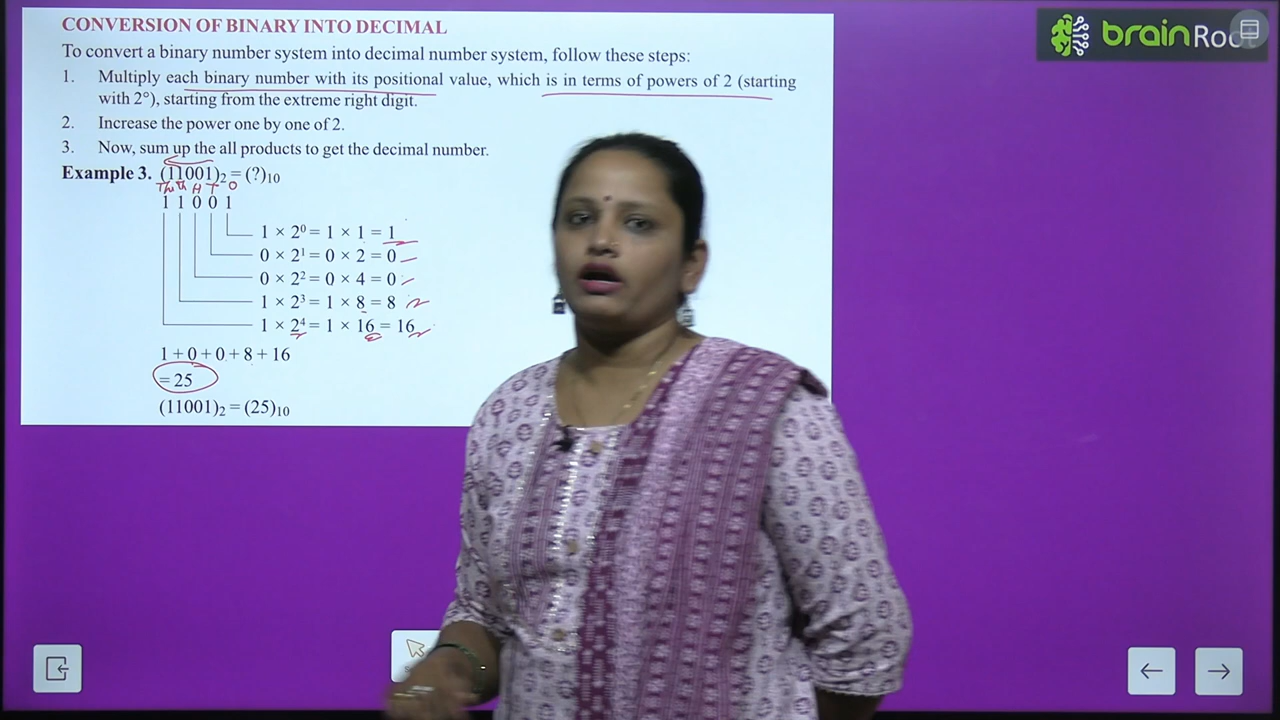 CONVERSION OF BINARY INTO DECIMAL
To convert a binary number system into decimal number system, follow these steps:
1. Multiply each binary number with its positional value, which is in terms of powers of 2 (starting
with 2°), starting from the extreme right digit.
2. Increase the power one by one of 2.
3. Now, sum up the all products to get the decimal number.
Example 3. (11001)₂ = (?)₁₀
Th H T O
1 1 0 0 1
1 × 2⁰ = 1 × 1 = 1
0 × 2¹ = 0 × 2 = 0
0 × 2² = 0 × 4 = 0
1 × 2³ = 1 × 8 = 8
1 × 2⁴ = 1 × 16 = 16
1 + 0 + 0 + 8 + 16
= 25
(11001)₂ = (25)₁₀
brainRoot